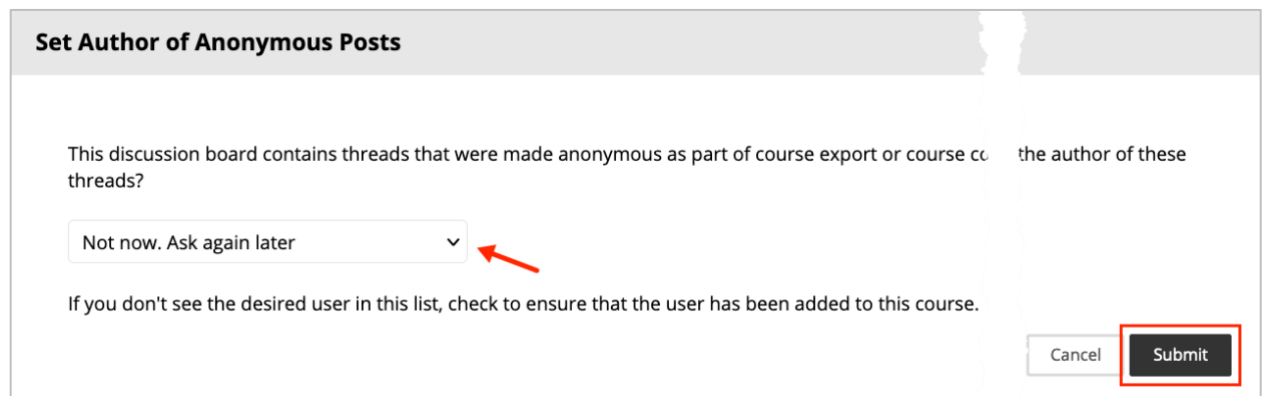 Set Author of Anonymous Posts
This discussion board contains threads that were made anonymous as part of course export or course the author of these
threads?
Not now. Ask again later
If you don't see the desired user in this list, check to ensure that the user has been added to this course.
Cancel
Submit